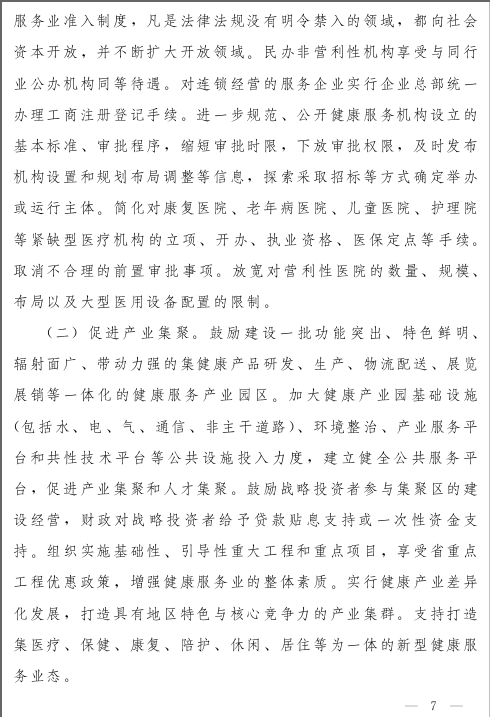 服务业准入制度，凡是法律法规没有明令禁入的领域，都向社会
资本开放，并不断扩大开放领域。民办非营利性机构享受与同行
业公办机构同等待遇。对连锁经营的服务企业实行企业总部统一
办理工商注册登记手续。进一步规范、公开健康服务机构设立的
基本标准、审批程序，缩短审批时限，下放审批权限，及时发布
机构设置和规划布局调整等信息，探索采取招标等方式确定举办
或运行主体。简化对康复医院、老年病医院、儿童医院、护理院
等紧缺型医疗机构的立项、开办、执业资格、医保定点等手续。
取消不合理的前置审批事项。放宽对营利性医院的数量、规模、
布局以及大型医用设备配置的限制。
（二）促进产业集聚。鼓励建设一批功能突出、特色鲜明、
辐射面广、带动力强的集健康产品研发、生产、物流配送、展览
展销等一体化的健康服务产业园区。加大健康产业园基础设施
(包括水、电、气、通信、非主干道路)、环境整治、产业服务平
台和共性技术平台等公共设施投入力度，建立健全公共服务平
台，促进产业集聚和人才集聚。鼓励战略投资者参与集聚区的建
设经营，财政对战略投资者给予贷款贴息支持或一次性资金支
持。组织实施基础性、引导性重大工程和重点项目，享受省重点
工程优惠政策，增强健康服务业的整体素质。实行健康产业差异
化发展，打造具有地区特色与核心竞争力的产业集群。支持打造
集医疗、保健、康复、陪护、休闲、居住等为一体的新型健康服
务业态。
— 7 —